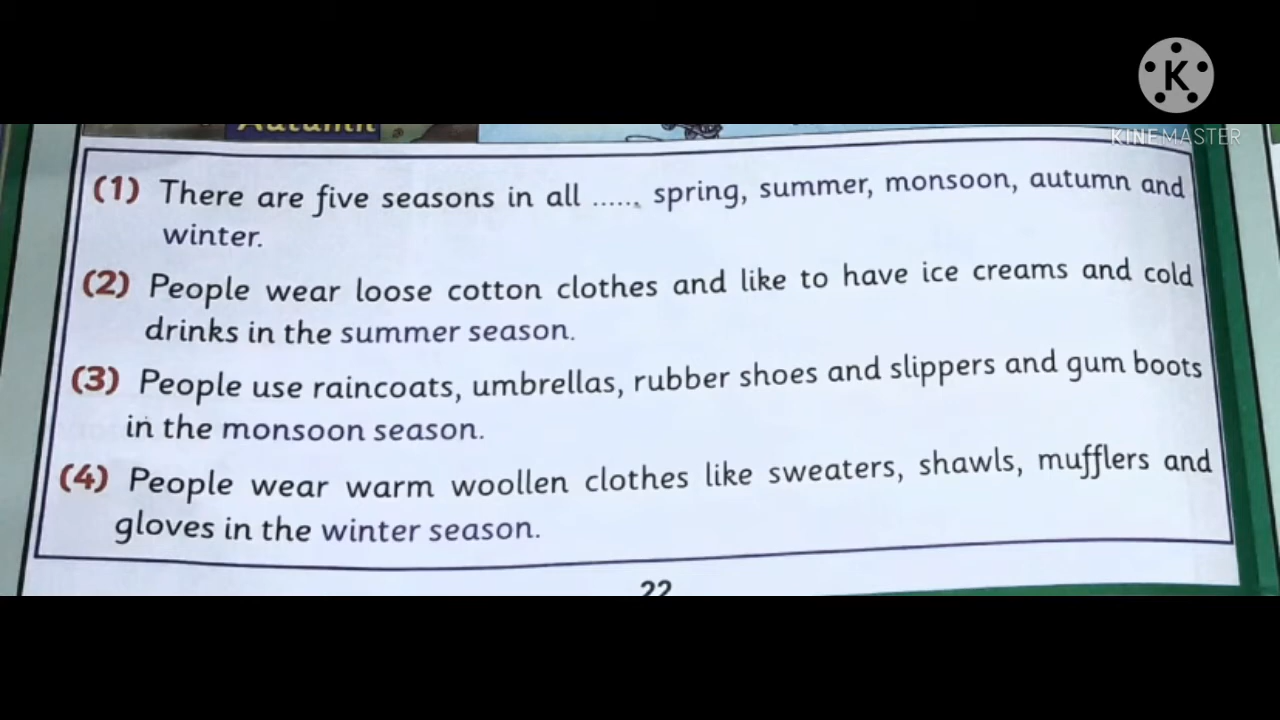 K
KINEMASTER
Autumn
(1) There are five seasons in all ...... spring, summer, monsoon, autumn and
winter.
(2) People wear loose cotton clothes and like to have ice creams and cold
drinks in the summer season.
(3) People use raincoats, umbrellas, rubber shoes and slippers and gum boots
in the monsoon season.
(4) People wear warm woollen clothes like sweaters, shawls, mufflers and
gloves in the winter season.
22